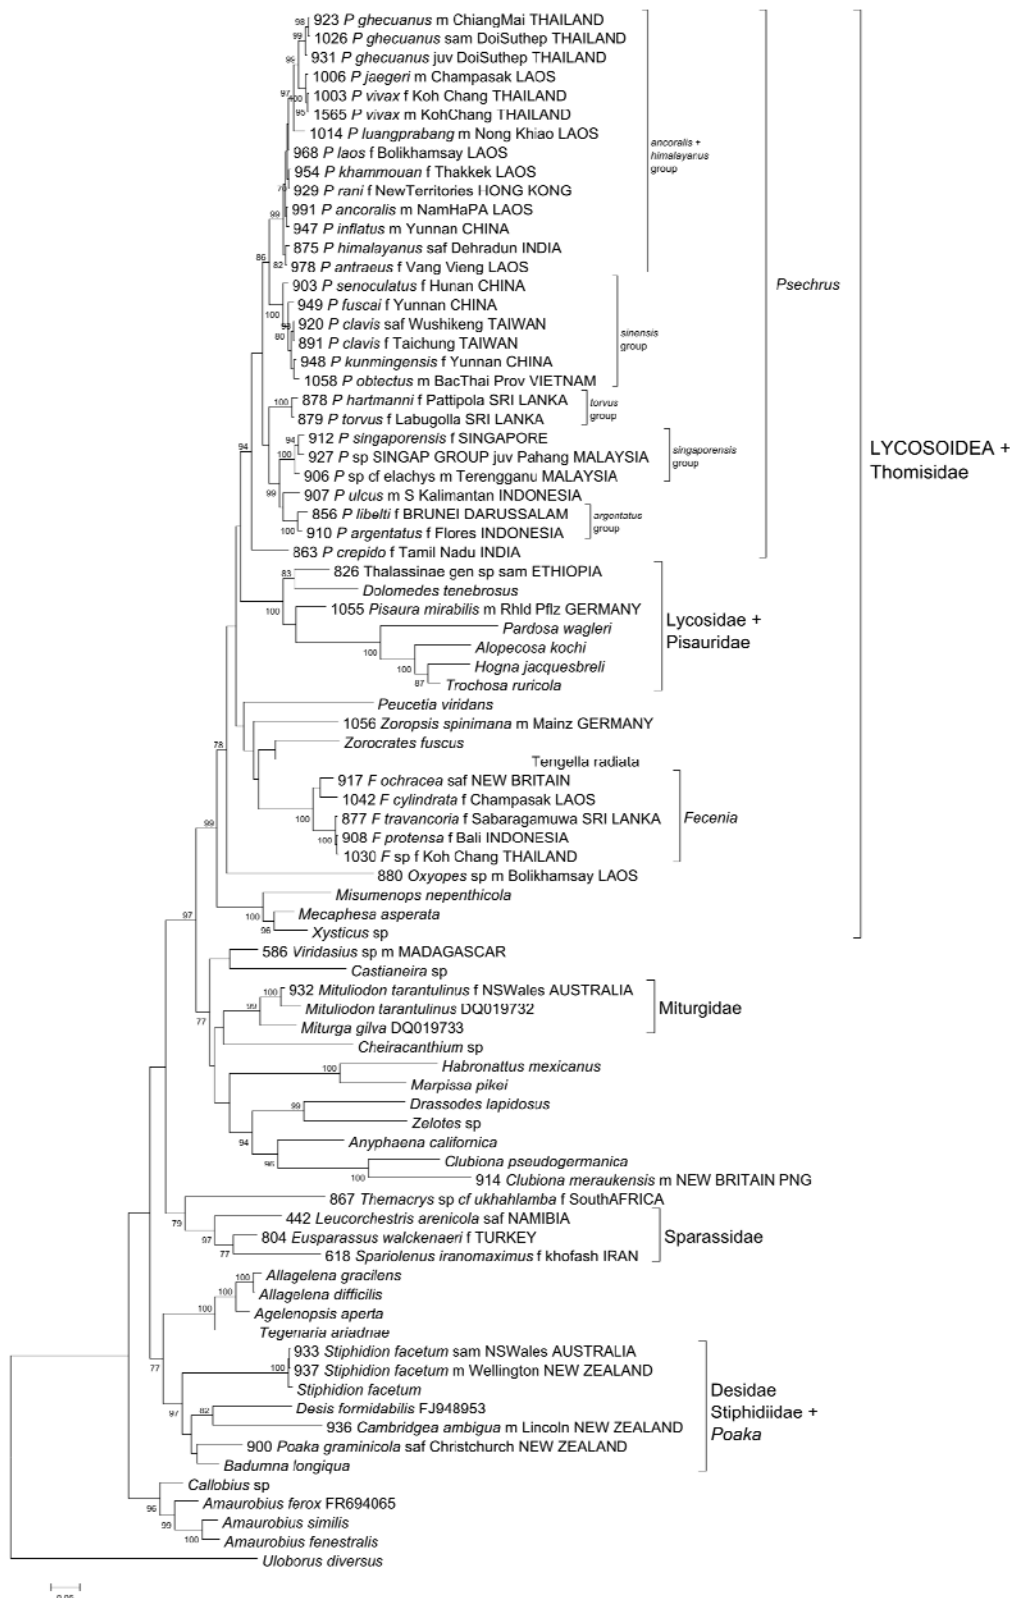 923 P ghecuanus m ChiangMai THAILAND
1026 P ghecuanus sam DoiSuthep THAILAND
931 P ghecuanus juv DoiSuthep THAILAND
1006 P jaegeri m Champasak LAOS
1003 P vivax f Koh Chang THAILAND
1565 P vivax m KohChang THAILAND
1014 P luangprabang m Nong Khiao LAOS
968 P laos f Bolikhamsay LAOS
954 P khammouan f Thakkek LAOS
929 P rani f NewTerritories HONG KONG
991 P ancoralis m NamHaPA LAOS
947 P inflatus m Yunnan CHINA
875 P himalayanus saf Dehradun INDIA
978 P antraeus f Vang Vieng LAOS
ancoralis +
himalayanus
group
903 P senoculatus f Hunan CHINA
949 P fuscai f Yunnan CHINA
920 P clavis saf Wushikeng TAIWAN
891 P clavis f Taichung TAIWAN
948 P kunmingensis f Yunnan CHINA
1058 P obtectus m BacThai Prov VIETNAM
sinensis
group
878 P hartmanni f Pattipola SRI LANKA
879 P torvus f Labugolla SRI LANKA
torvus
group
912 P singaporensis f SINGAPORE
927 P sp SINGAP GROUP juv Pahang MALAYSIA
906 P sp cf elachys m Terengganu MALAYSIA
singaporensis
group
907 P ulcus m S Kalimantan INDONESIA
856 P libelti f BRUNEI DARUSSALAM
910 P argentatus f Flores INDONESIA
argentatus
group
863 P crepido f Tamil Nadu INDIA
Psechrus
LYCOSOIDEA +
Thomisidae
826 Thalassinae gen sp sam ETHIOPIA
Dolomedes tenebrosus
1055 Pisaura mirabilis m Rhld Pflz GERMANY
Pardosa wagleri
Alopecosa kochi
Hogna jacquesbreli
Trochosa ruricola
Lycosidae +
Pisauridae
Peucetia viridans
1056 Zoropsis spinimana m Mainz GERMANY
Zorocrates fuscus
Tengella radiata
917 F ochracea saf NEW BRITAIN
1042 F cylindrata f Champasak LAOS
877 F travancoria f Sabaragamuwa SRI LANKA
908 F protensa f Bali INDONESIA
1030 F sp f Koh Chang THAILAND
Fecenia
880 Oxyopes sp m Bolikhamsay LAOS
Misumenops nepenthicola
Mecaphesa asperata
Xysticus sp
586 Viridasius sp m MADAGASCAR
Castianeira sp
932 Mituliodon tarantulinus f NSWales AUSTRALIA
Mituliodon tarantulinus DQ019732
Miturga gilva DQ019733
Miturgidae
Cheiracanthium sp
Habronattus mexicanus
Marpissa pikei
Drassodes lapidosus
Zelotes sp
Anyphaena californica
Clubiona pseudogermanica
914 Clubiona meraukensis m NEW BRITAIN PNG
867 Themacrys sp cf ukhahlamba f SouthAFRICA
442 Leucorchestris arenicola saf NAMIBIA
804 Eusparassus walckenaeri f TURKEY
618 Spariolenus iranomaximus f khofash IRAN
Sparassidae
Allagelena gracilens
Allagelena difficilis
Agelenopsis aperta
Tegenaria ariadnae
933 Stiphidion facetum sam NSWales AUSTRALIA
937 Stiphidion facetum m Wellington NEW ZEALAND
Stiphidion facetum
Desis formidabilis FJ948953
936 Cambridgea ambigua m Lincoln NEW ZEALAND
900 Poaka graminicola saf Christchurch NEW ZEALAND
Badumna longiqua
Desidae
Stiphidiidae +
Poaka
Callobius sp
Amaurobius ferox FR694065
Amaurobius similis
Amaurobius fenestralis
Uloborus diversus